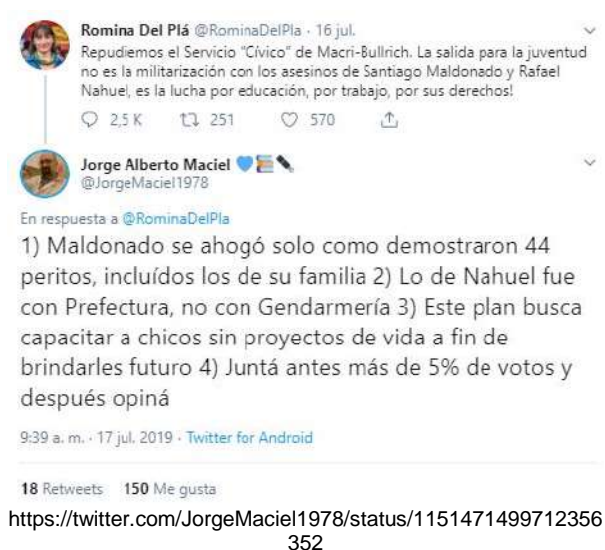 Romina Del Plá @RominaDelPla · 16 jul.
Repudiemos el Servicio "Cívico" de Macri-Bullrich. La salida para la juventud
no es la militarización con los asesinos de Santiago Maldonado y Rafael
Nahuel, es la lucha por educación, por trabajo, por sus derechos!
2,5 K 251 570
Jorge Alberto Maciel
@JorgeMaciel1978
En respuesta a @RominaDelPla
1) Maldonado se ahogó solo como demostraron 44
peritos, incluídos los de su familia 2) Lo de Nahuel fue
con Prefectura, no con Gendarmería 3) Este plan busca
capacitar a chicos sin proyectos de vida a fin de
brindarles futuro 4) Juntá antes más de 5% de votos y
después opiná
9:39 a. m. · 17 jul. 2019 · Twitter for Android
18 Retweets 150 Me gusta
https://twitter.com/JorgeMaciel1978/status/1151471499712356
352